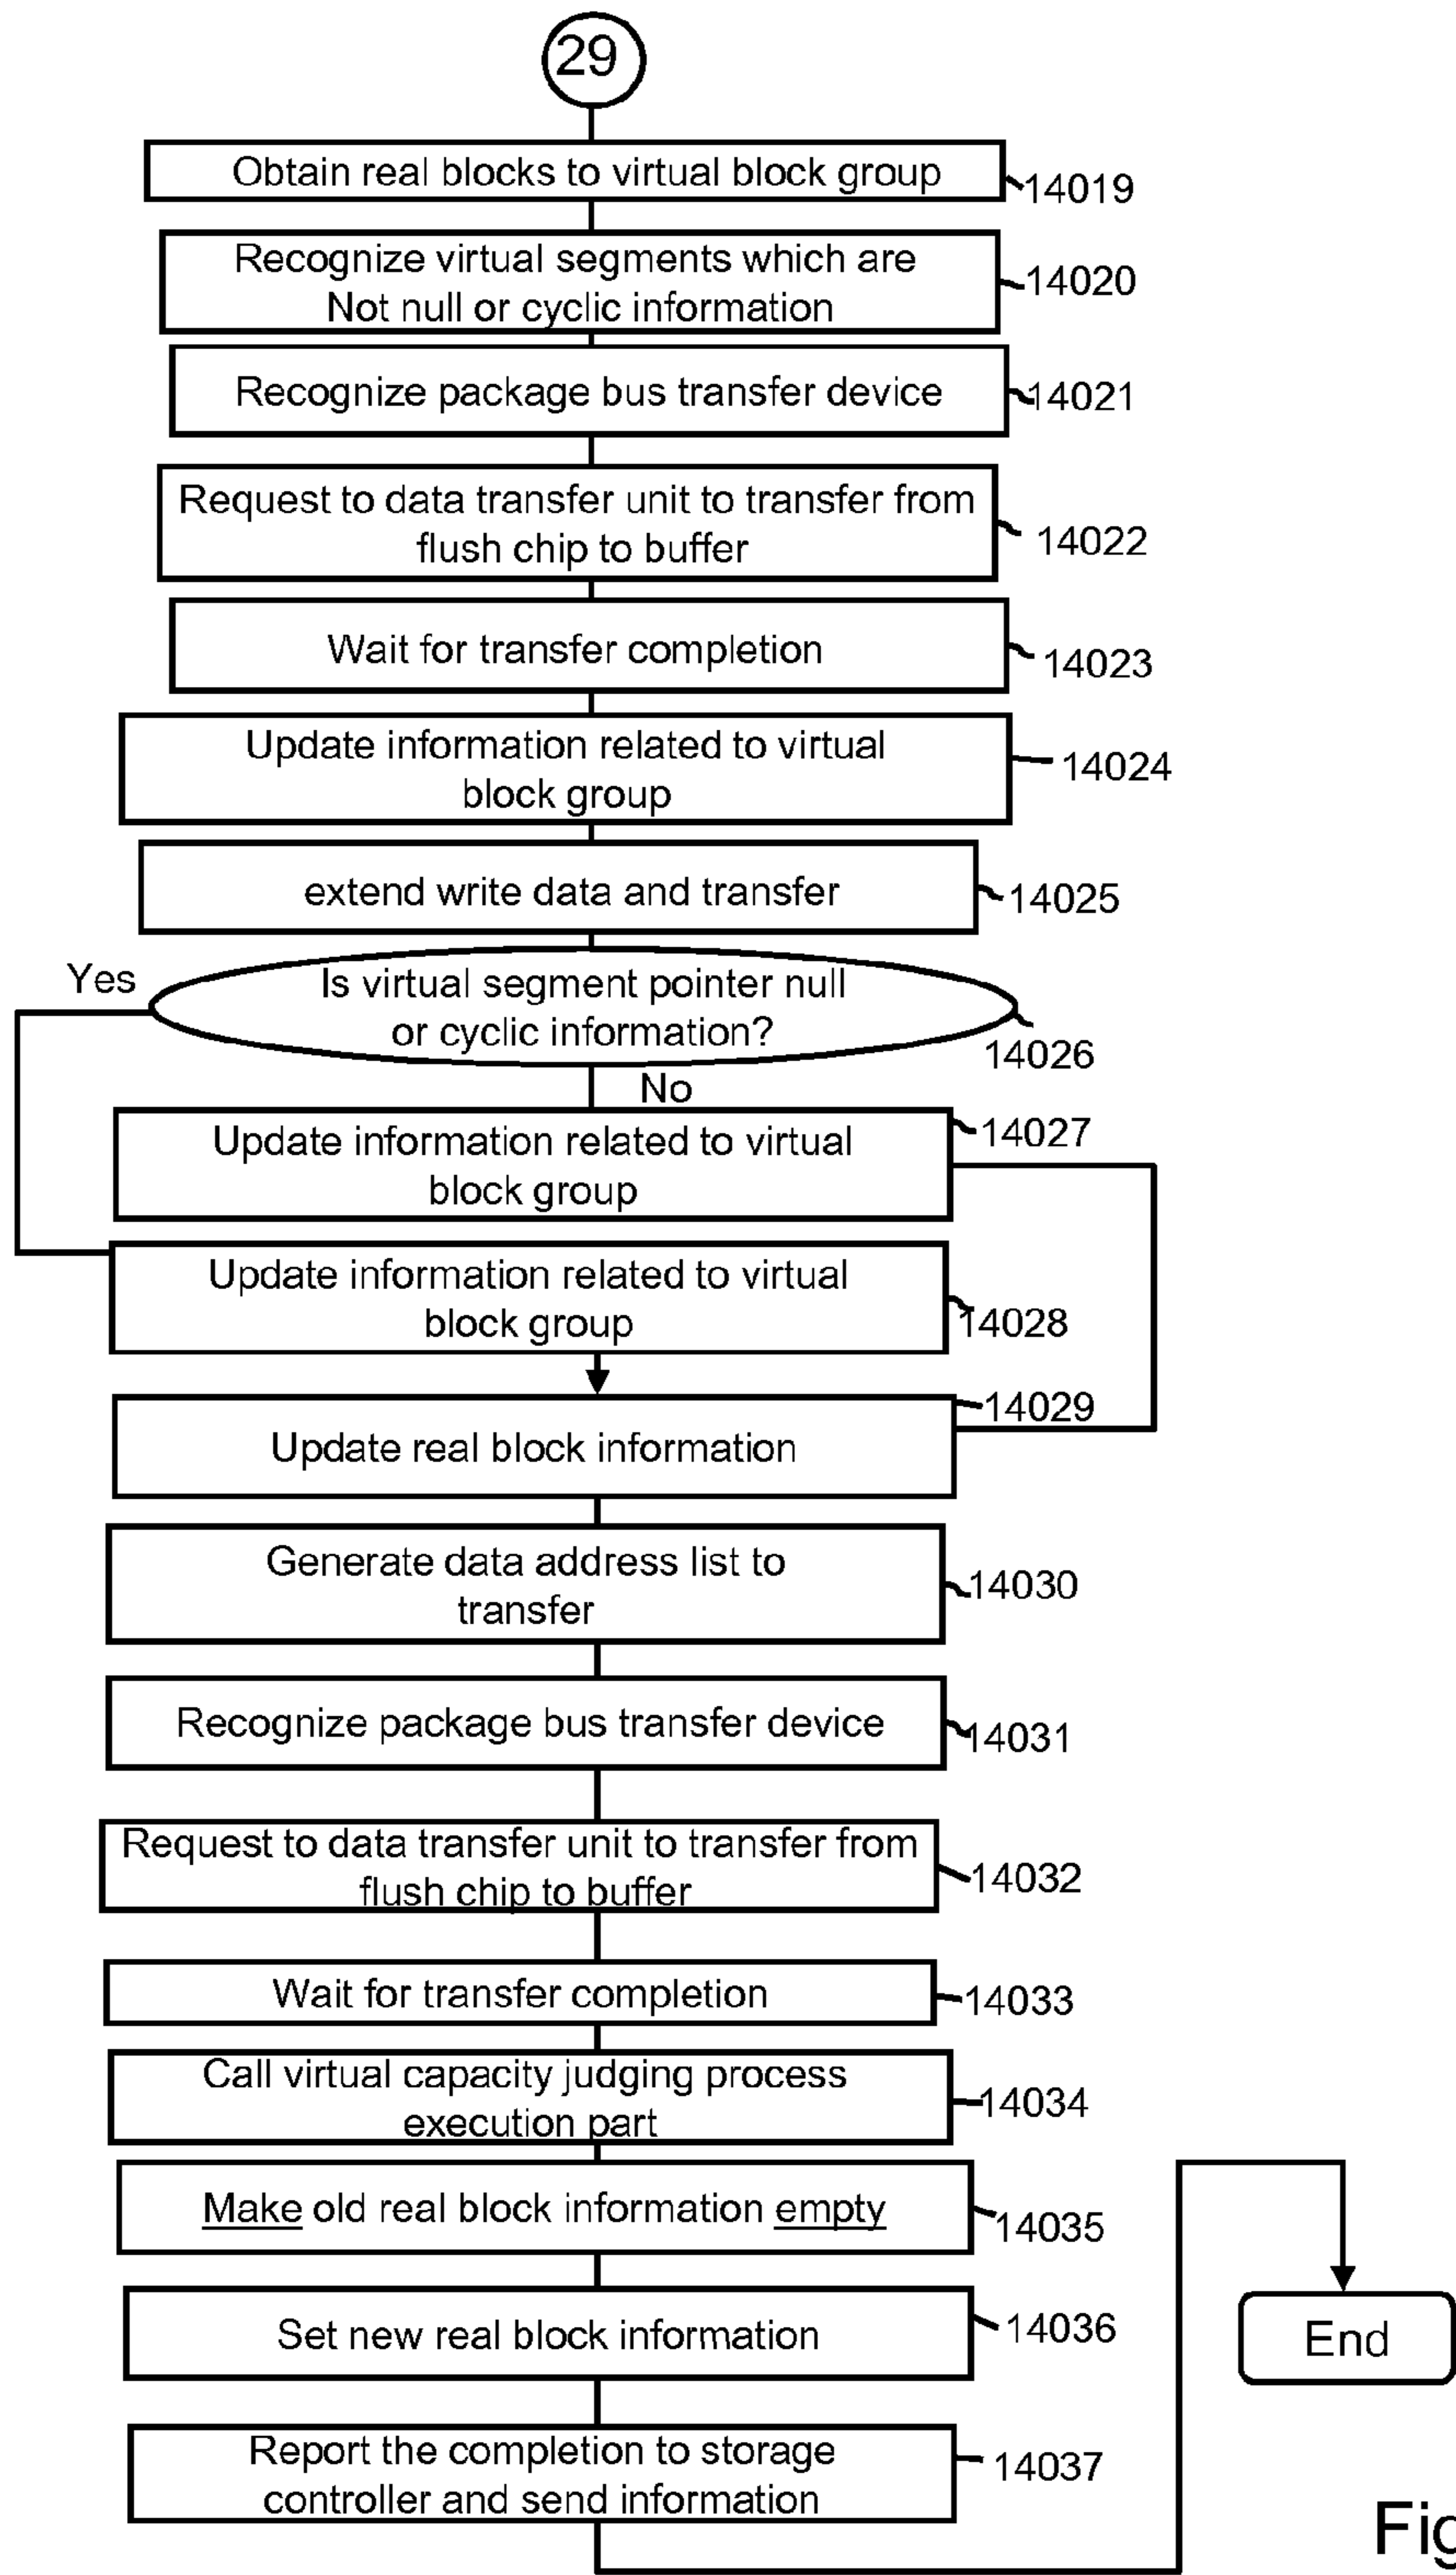 29
Obtain real blocks to virtual block group
14019
Recognize virtual segments which are
Not null or cyclic information
14020
Recognize package bus transfer device
14021
Request to data transfer unit to transfer from
flush chip to buffer
14022
Wait for transfer completion
14023
Update information related to virtual
block group
14024
extend write data and transfer
14025
Yes
Is virtual segment pointer null
or cyclic information?
14026
No
Update information related to virtual
block group
14027
Update information related to virtual
block group
14028
Update real block information
14029
Generate data address list to
transfer
14030
Recognize package bus transfer device
14031
Request to data transfer unit to transfer from
flush chip to buffer
14032
Wait for transfer completion
14033
Call virtual capacity judging process
execution part
14034
Make old real block information empty
14035
Set new real block information
14036
End
Report the completion to storage
controller and send information
14037